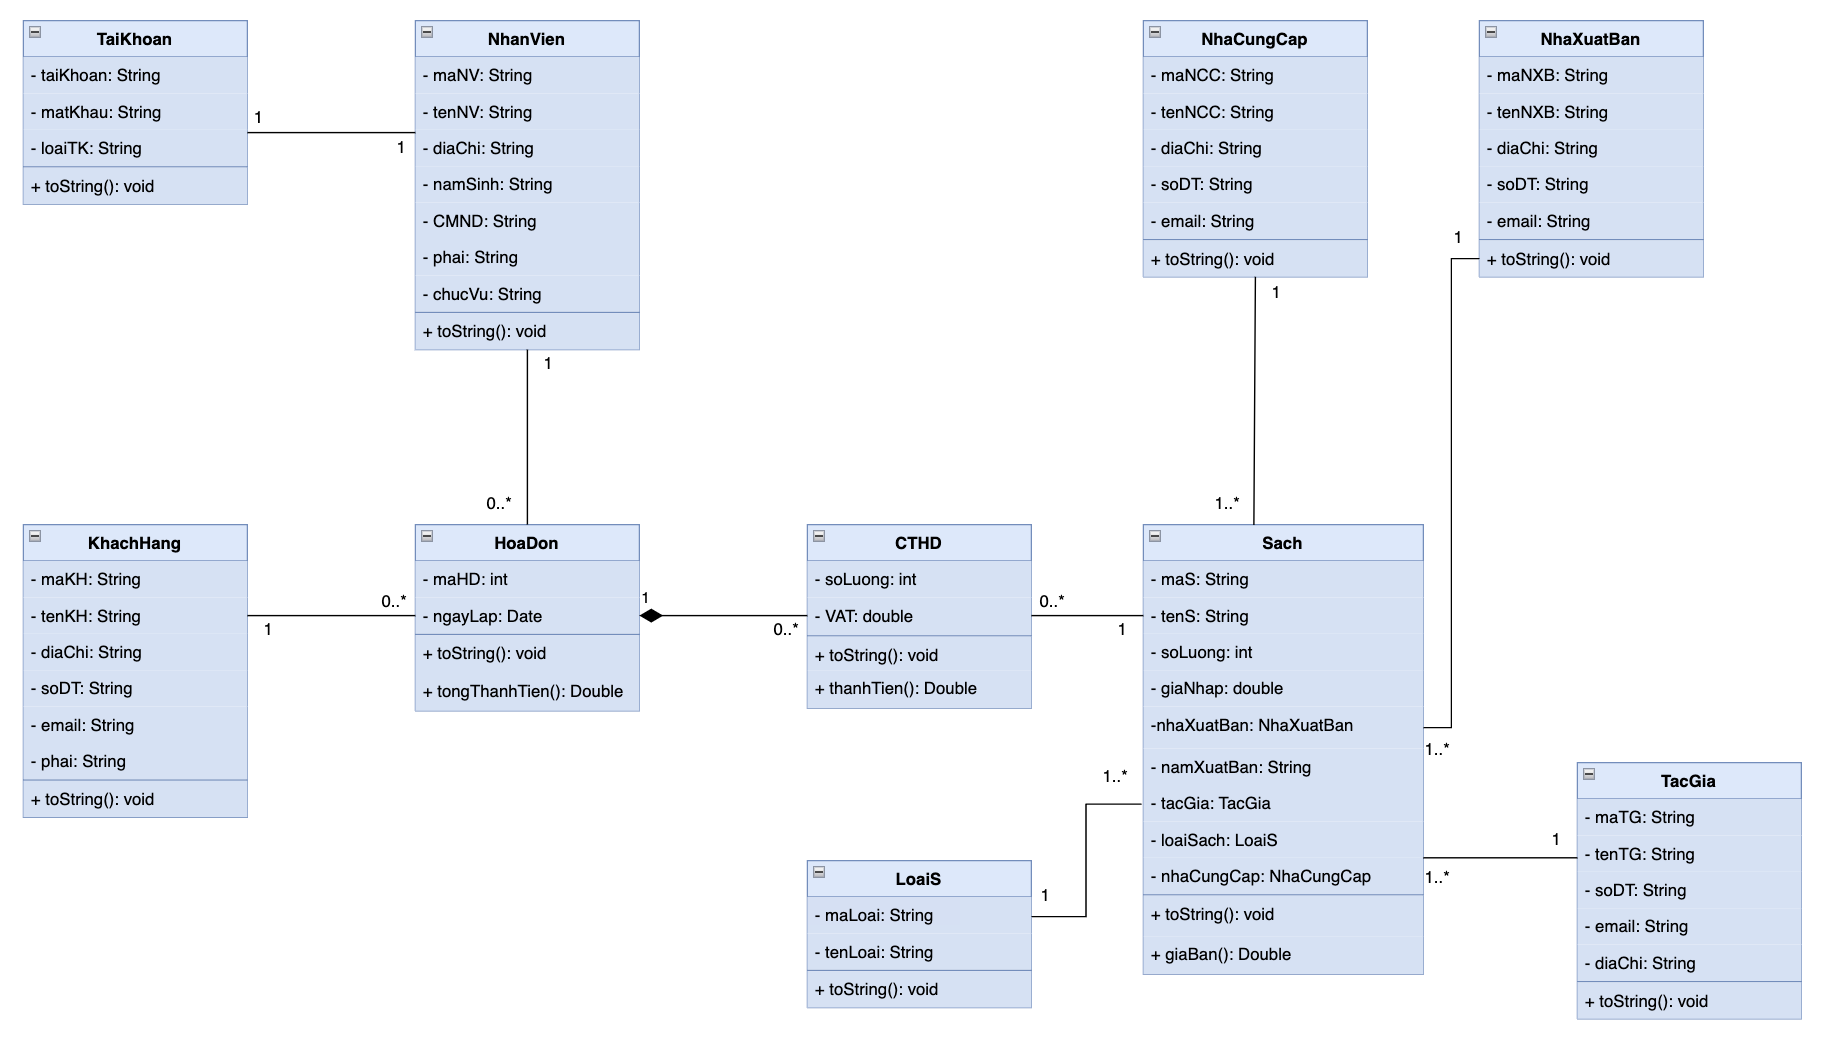 TaiKhoan
- taiKhoan: String
- matKhau: String
- loaiTK: String
+ toString(): void
1
1
NhanVien
- maNV: String
- tenNV: String
- diaChi: String
- namSinh: String
- CMND: String
- phai: String
- chucVu: String
+ toString(): void
1
0..*
NhaCungCap
- maNCC: String
- tenNCC: String
- diaChi: String
- soDT: String
- email: String
+ toString(): void
1
1..*
NhaXuatBan
- maNXB: String
- tenNXB: String
- diaChi: String
- soDT: String
- email: String
+ toString(): void
1
KhachHang
- maKH: String
- tenKH: String
- diaChi: String
- soDT: String
- email: String
- phai: String
+ toString(): void
0..*
1
HoaDon
- maHD: int
- ngayLap: Date
+ toString(): void
+ tongThanhTien(): Double
1
0..*
CTHD
- soLuong: int
- VAT: double
+ toString(): void
+ thanhTien(): Double
0..*
1
Sach
- maS: String
- tenS: String
- soLuong: int
- giaNhap: double
-nhaXuatBan: NhaXuatBan
- namXuatBan: String
- tacGia: TacGia
- loaiSach: LoaiS
- nhaCungCap: NhaCungCap
+ toString(): void
+ giaBan(): Double
1..*
1..*
LoaiS
- maLoai: String
- tenLoai: String
+ toString(): void
1
1
1..*
TacGia
- maTG: String
- tenTG: String
- soDT: String
- email: String
- diaChi: String
+ toString(): void